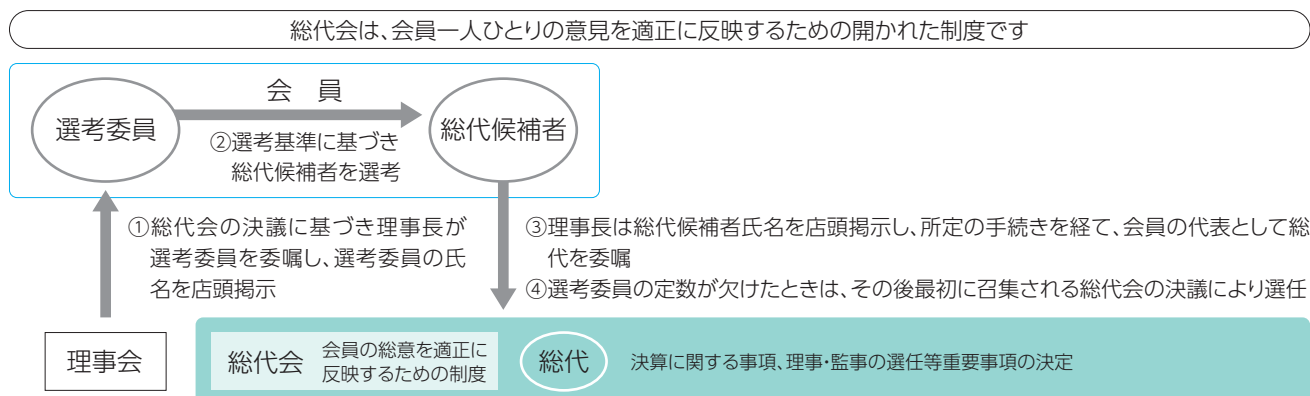 総代会は、会員一人ひとりの意見を適正に反映するための開かれた制度です
会 員
選考委員
総代候補者
②選考基準に基づき
総代候補者を選考
①総代会の決議に基づき理事長が
選考委員を委嘱し、選考委員の氏
名を店頭掲示
③理事長は総代候補者氏名を店頭掲示し、所定の手続きを経て、会員の代表として総
代を委嘱
④選考委員の定数が欠けたときは、その後最初に召集される総代会の決議により選任
理事会
総代会
会員の総意を適正に
反映するための制度
総代
決算に関する事項、理事・監事の選任等重要事項の決定